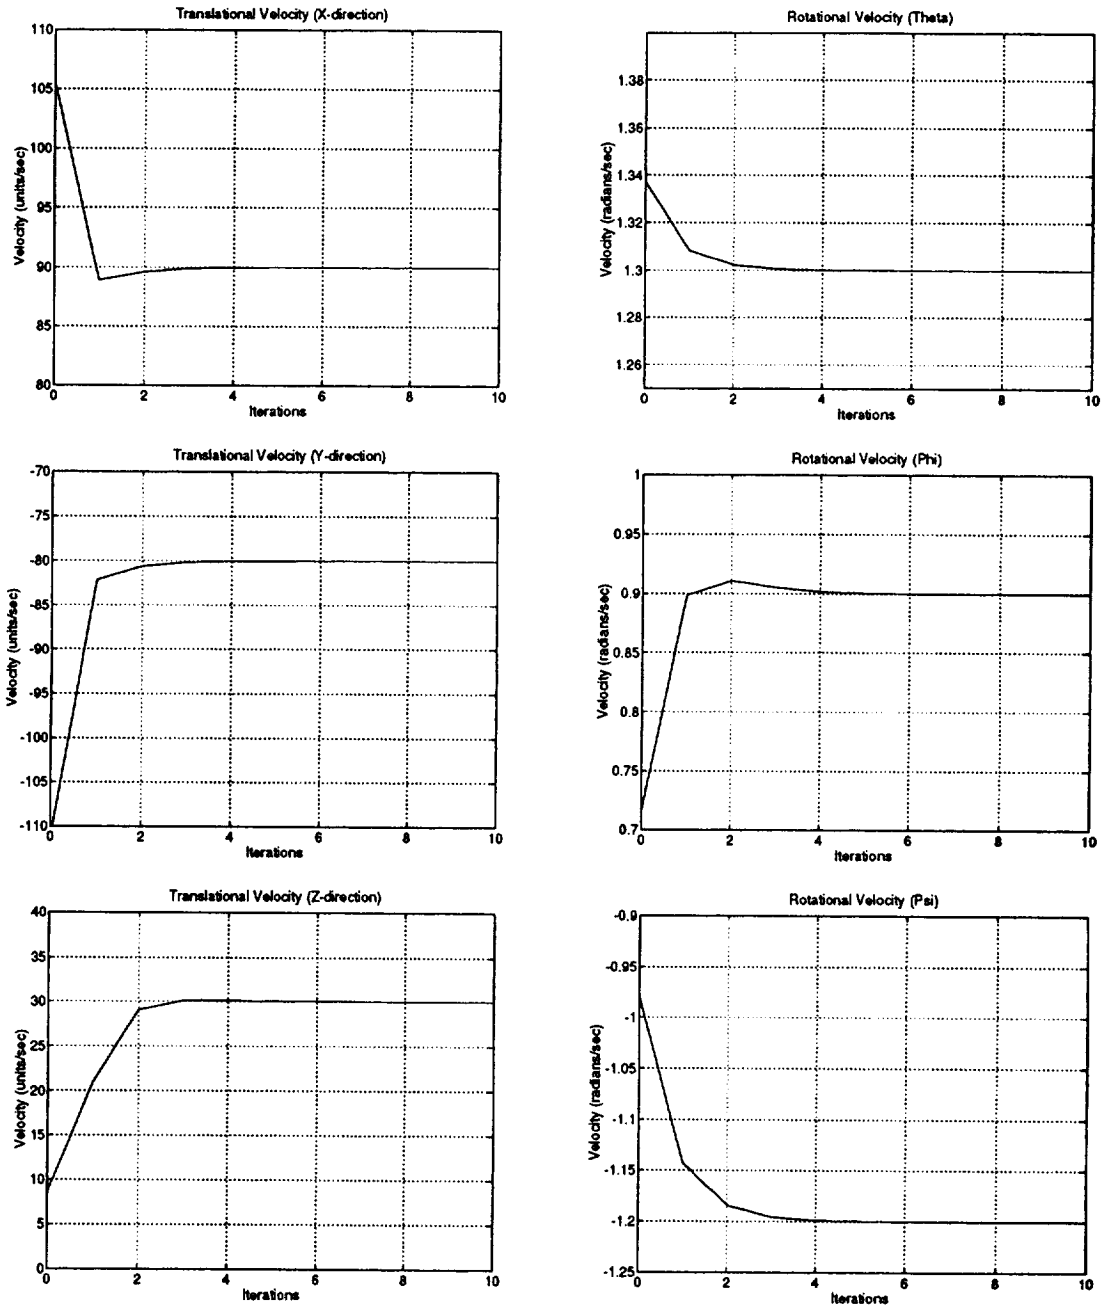 Translational Velocity (X-direction)
110
105
100
95
90
85
80
Velocity (units/sec)
0 2 4 6 8 10
Iterations
Rotational Velocity (Theta)
1.38
1.36
1.34
1.32
1.3
1.28
1.26
Velocity (radians/sec)
0 2 4 6 8 10
Iterations
Translational Velocity (Y-direction)
-70
-75
-80
-85
-90
-95
-100
-105
-110
Velocity (units/sec)
0 2 4 6 8 10
Iterations
Rotational Velocity (Phi)
1
0.95
0.9
0.85
0.8
0.75
0.7
Velocity (radians/sec)
0 2 4 6 8 10
Iterations
Translational Velocity (Z-direction)
40
35
30
25
20
15
10
5
0
Velocity (units/sec)
0 2 4 6 8 10
Iterations
Rotational Velocity (Psi)
-0.9
-0.95
-1
-1.05
-1.1
-1.15
-1.2
-1.25
Velocity (radians/sec)
0 2 4 6 8 10
Iterations